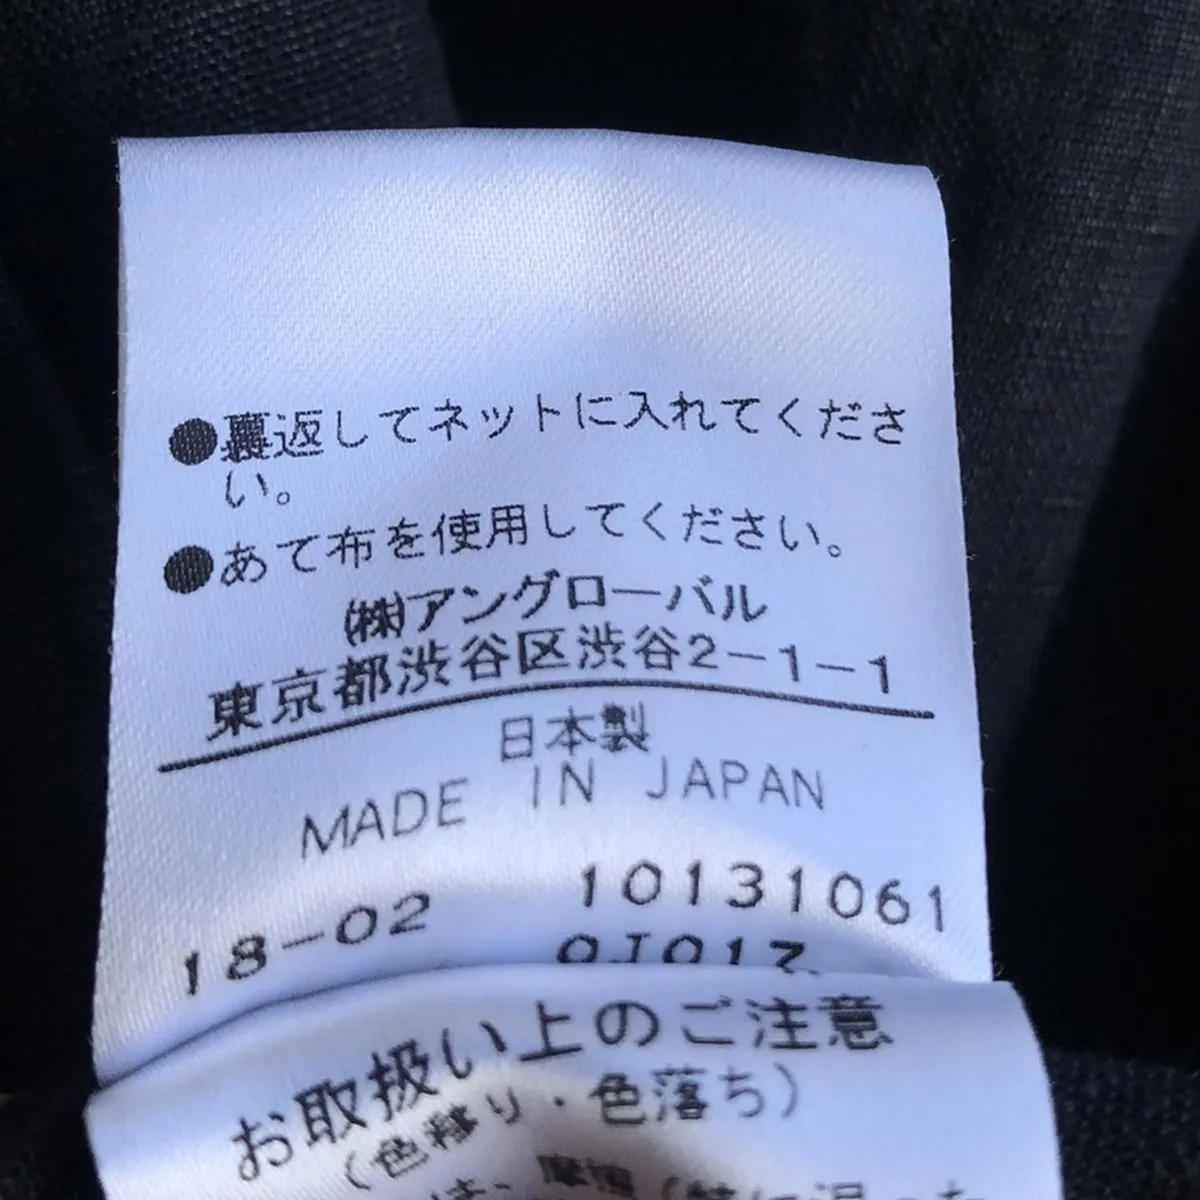 ●裏返してネットに入れてくださ
い。
●あて布を使用してください。
(株)アングローバル
東京都渋谷区渋谷2-1-1
日本製
MADE IN JAPAN
18-02 10131061
お取扱い上のご注意
(色移り・色落ち)